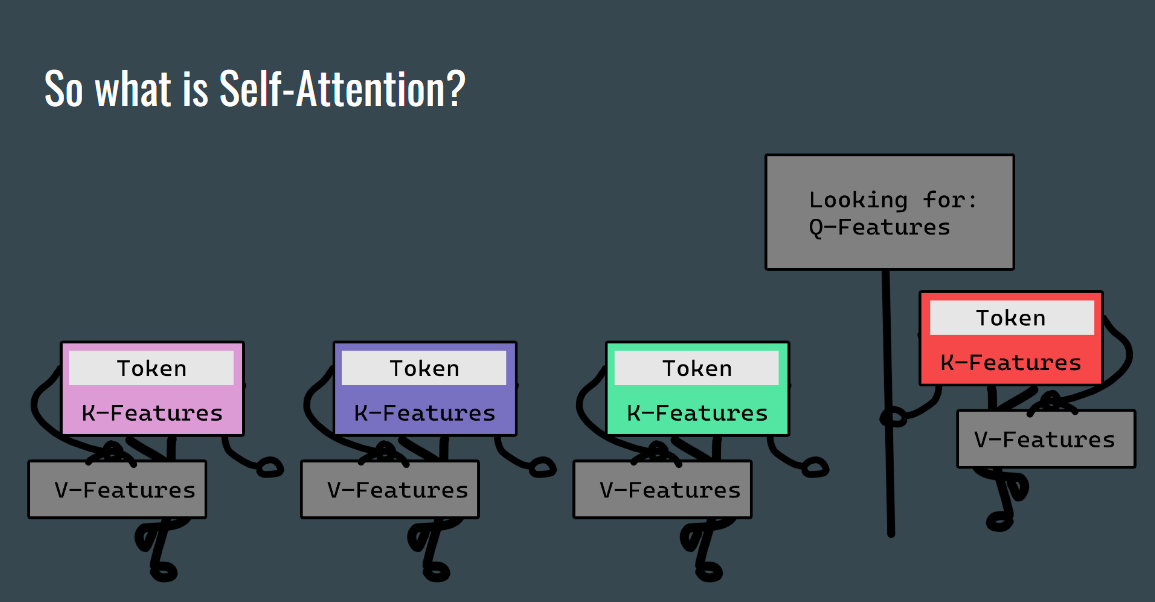 So what is Self-Attention?
Looking for:
Q-Features
Token
K-Features
V-Features
Token
K-Features
V-Features
Token
K-Features
V-Features
Token
K-Features
V-Features